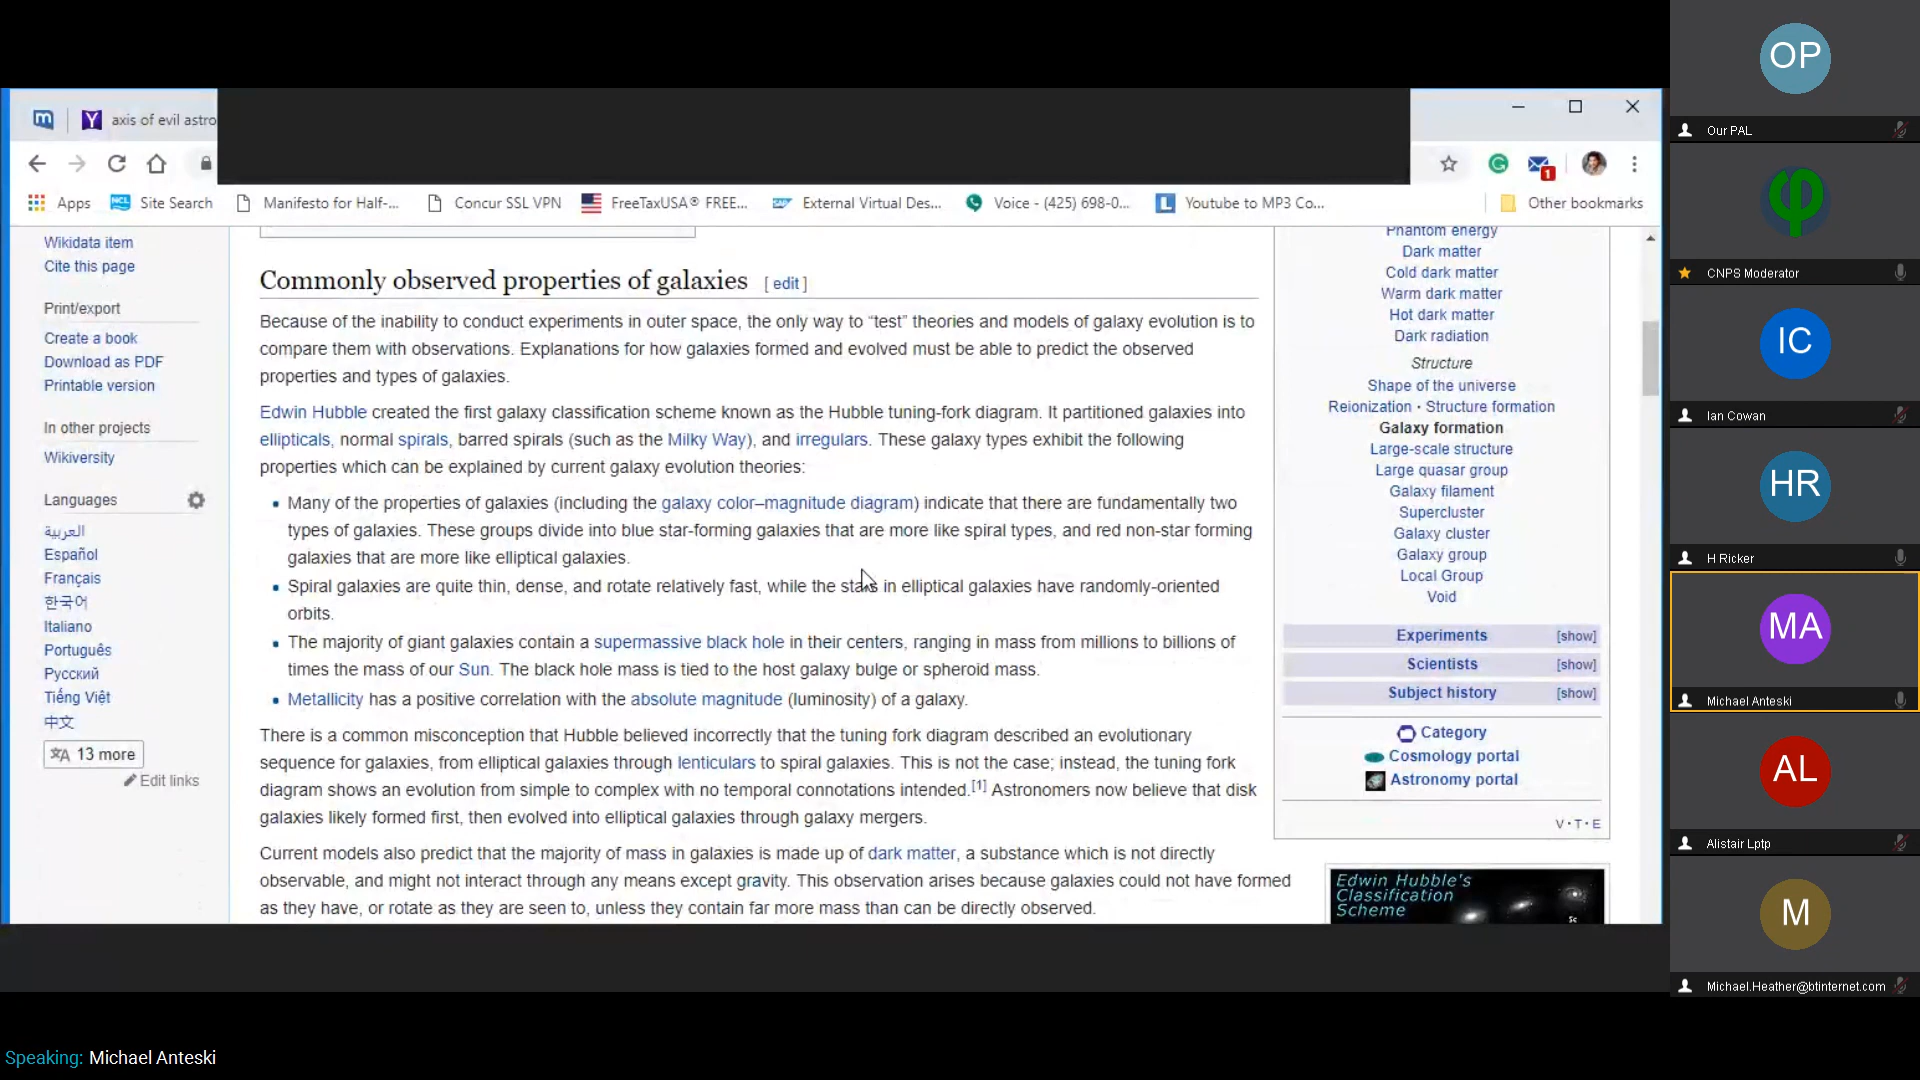 axis of evil astro
Apps
Site Search
Manifesto for Half-...
Concur SSL VPN
FreeTaxUSA® FREE...
External Virtual Des...
Voice - (425) 698-0...
Youtube to MP3 Co...
Other bookmarks
1
Wikidata item
Cite this page
Print/export
Create a book
Download as PDF
Printable version
In other projects
Wikiversity
Languages
العربية
Español
Français
한국어
Italiano
Português
Русский
Tiếng Việt
中文
13 more
Edit links
Commonly observed properties of galaxies [ edit ]
Because of the inability to conduct experiments in outer space, the only way to “test” theories and models of galaxy evolution is to
compare them with observations. Explanations for how galaxies formed and evolved must be able to predict the observed
properties and types of galaxies.
Edwin Hubble created the first galaxy classification scheme known as the Hubble tuning-fork diagram. It partitioned galaxies into
ellipticals, normal spirals, barred spirals (such as the Milky Way), and irregulars. These galaxy types exhibit the following
properties which can be explained by current galaxy evolution theories:
• Many of the properties of galaxies (including the galaxy color–magnitude diagram) indicate that there are fundamentally two
types of galaxies. These groups divide into blue star-forming galaxies that are more like spiral types, and red non-star forming
galaxies that are more like elliptical galaxies.
• Spiral galaxies are quite thin, dense, and rotate relatively fast, while the stars in elliptical galaxies have randomly-oriented
orbits.
• The majority of giant galaxies contain a supermassive black hole in their centers, ranging in mass from millions to billions of
times the mass of our Sun. The black hole mass is tied to the host galaxy bulge or spheroid mass.
• Metallicity has a positive correlation with the absolute magnitude (luminosity) of a galaxy.
There is a common misconception that Hubble believed incorrectly that the tuning fork diagram described an evolutionary
sequence for galaxies, from elliptical galaxies through lenticulars to spiral galaxies. This is not the case; instead, the tuning fork
diagram shows an evolution from simple to complex with no temporal connotations intended.[1] Astronomers now believe that disk
galaxies likely formed first, then evolved into elliptical galaxies through galaxy mergers.
Current models also predict that the majority of mass in galaxies is made up of dark matter, a substance which is not directly
observable, and might not interact through any means except gravity. This observation arises because galaxies could not have formed
as they have, or rotate as they are seen to, unless they contain far more mass than can be directly observed.
Phantom energy
Dark matter
Cold dark matter
Warm dark matter
Hot dark matter
Dark radiation
Structure
Shape of the universe
Reionization · Structure formation
Galaxy formation
Large-scale structure
Large quasar group
Galaxy filament
Supercluster
Galaxy cluster
Galaxy group
Local Group
Void
Experiments [show]
Scientists [show]
Subject history [show]
Category
Cosmology portal
Astronomy portal
V · T · E
Edwin Hubble's
Classification
Scheme
Sc
OP
Our PAL
CNPS Moderator
IC
Ian Cowan
HR
H Ricker
MA
Michael Anteski
AL
Alistair Lptp
M
Michael.Heather@btinternet.com
Speaking: Michael Anteski